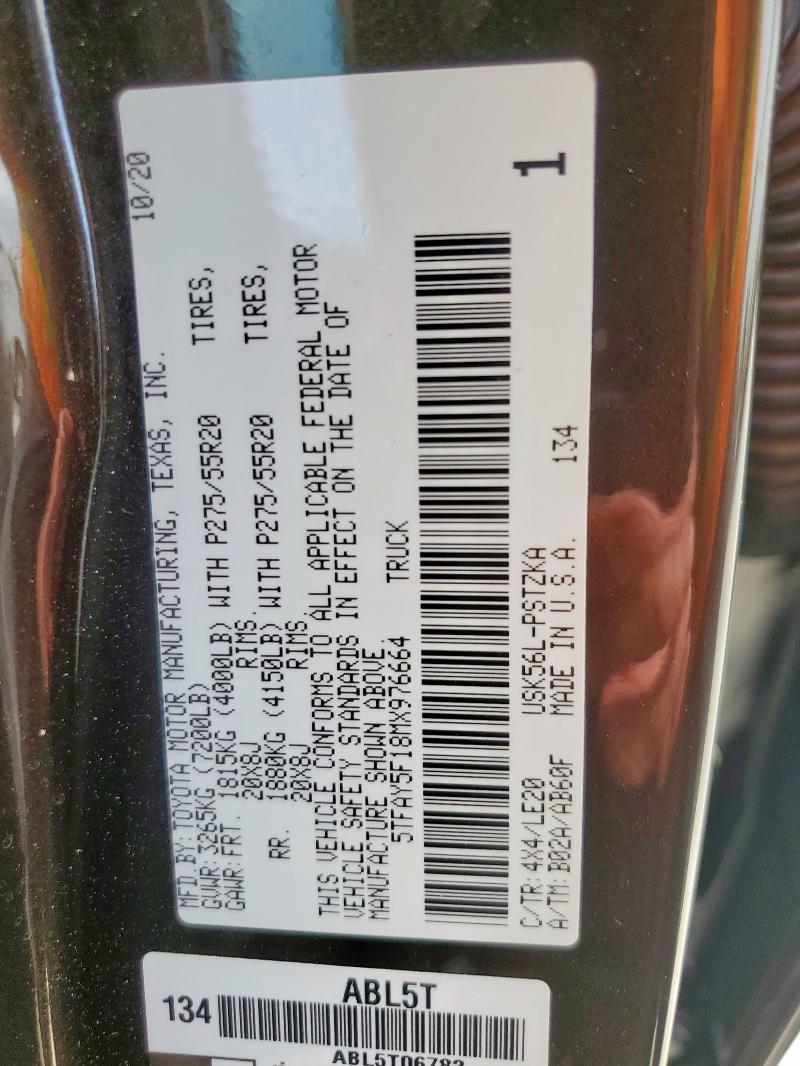 MFD BY: TOYOTA MOTOR MANUFACTURING, TEXAS, INC. 10/20
GVWR: 3265KG (7200LB)
GAWR: FRT. 1815KG (4000LB) WITH P275/55R20 TIRES,
20X8J RIMS,
RR. 1880KG (4150LB) WITH P275/55R20 TIRES,
20X8J RIMS.
THIS VEHICLE CONFORMS TO ALL APPLICABLE FEDERAL MOTOR
VEHICLE SAFETY STANDARDS IN EFFECT ON THE DATE OF
MANUFACTURE SHOWN ABOVE.
5TFAY5F18MX976664 TRUCK
1
C/TR: 4X4/LE20 USK56L-PSTZKA 134
A/TM: B02A/AB60F MADE IN U.S.A.
ABL5T
134